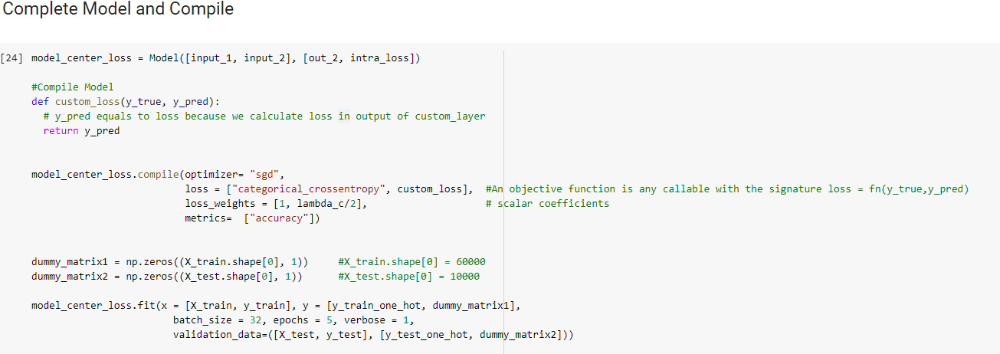 Complete Model and Compile
[24] model_center_loss = Model([input_1, input_2], [out_2, intra_loss])
#Compile Model
def custom_loss(y_true, y_pred):
# y_pred equals to loss because we calculate loss in output of custom_layer
return y_pred
model_center_loss.compile(optimizer= "sgd",
loss = ["categorical_crossentropy", custom_loss], #An objective function is any callable with the signature loss = fn(y_true,y_pred)
loss_weights = [1, lambda_c/2], # scalar coefficients
metrics= ["accuracy"])
dummy_matrix1 = np.zeros((X_train.shape[0], 1)) #X_train.shape[0] = 60000
dummy_matrix2 = np.zeros((X_test.shape[0], 1)) #X_test.shape[0] = 10000
model_center_loss.fit(x = [X_train, y_train], y = [y_train_one_hot, dummy_matrix1],
batch_size = 32, epochs = 5, verbose = 1,
validation_data=([X_test, y_test], [y_test_one_hot, dummy_matrix2]))